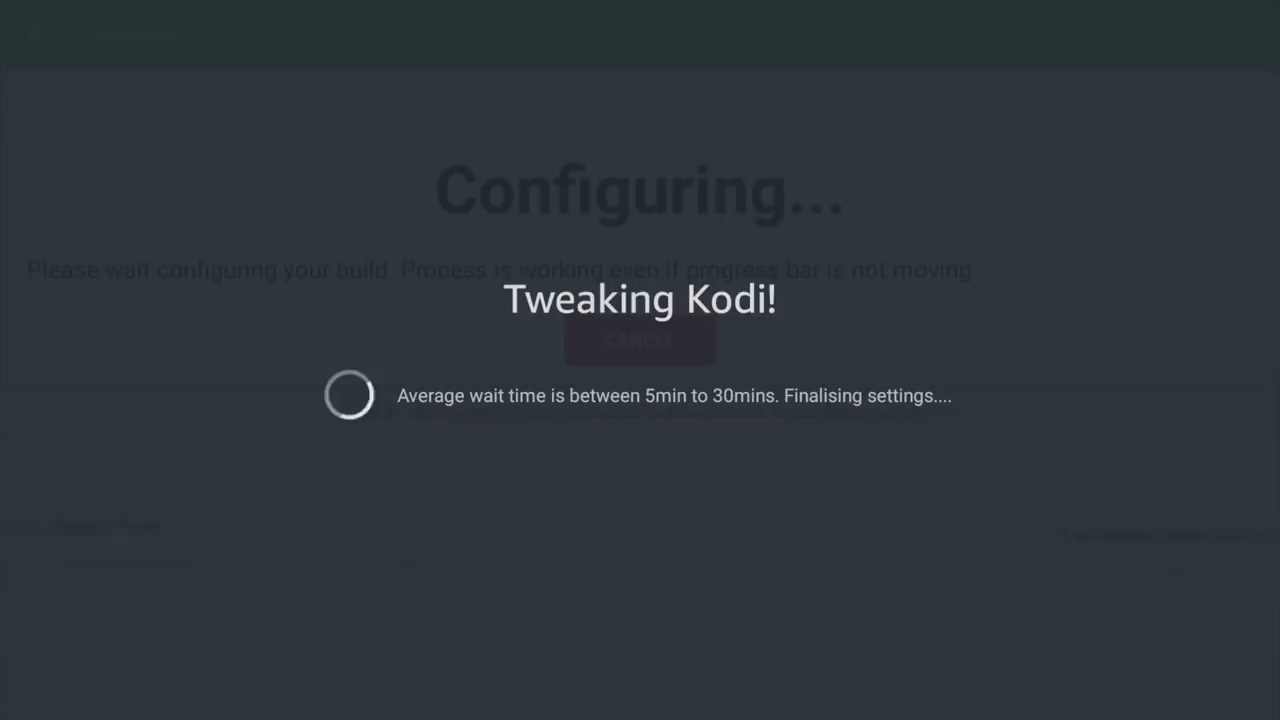 Configuring...
Please wait configuring your build. Process is working even if progress bar is not moving
Tweaking Kodi!
CANCEL
Average wait time is between 5min to 30mins. Finalising settings....